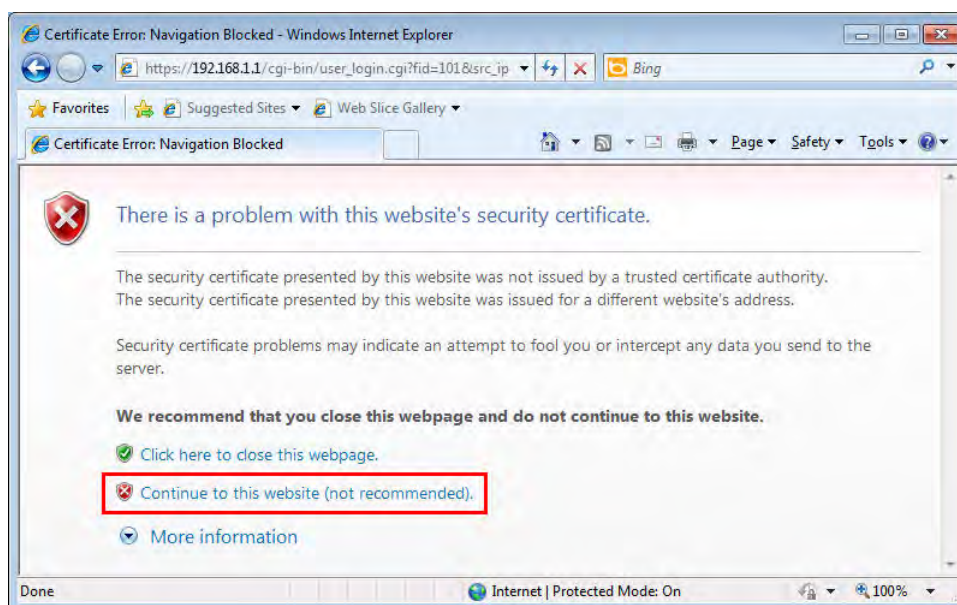 Certificate Error: Navigation Blocked - Windows Internet Explorer
https://192.168.1.1/cgi-bin/user_login.cgi?fid=101&src_ip
Bing
Favorites
Suggested Sites
Web Slice Gallery
Certificate Error: Navigation Blocked
Page
Safety
Tools
There is a problem with this website's security certificate.
The security certificate presented by this website was not issued by a trusted certificate authority.
The security certificate presented by this website was issued for a different website's address.
Security certificate problems may indicate an attempt to fool you or intercept any data you send to the
server.
We recommend that you close this webpage and do not continue to this website.
Click here to close this webpage.
Continue to this website (not recommended).
More information
Done
Internet | Protected Mode: On
100%